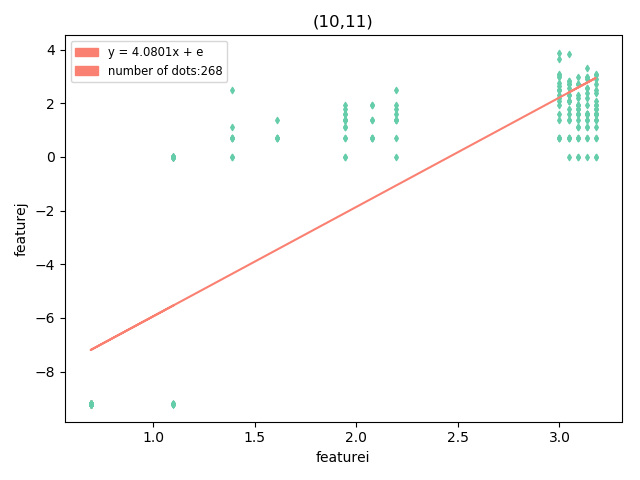 (10,11)
y = 4.0801x + e
number of dots:268
4
2
0
−2
−4
−6
−8
featurej
1.0 1.5 2.0 2.5 3.0
featurei